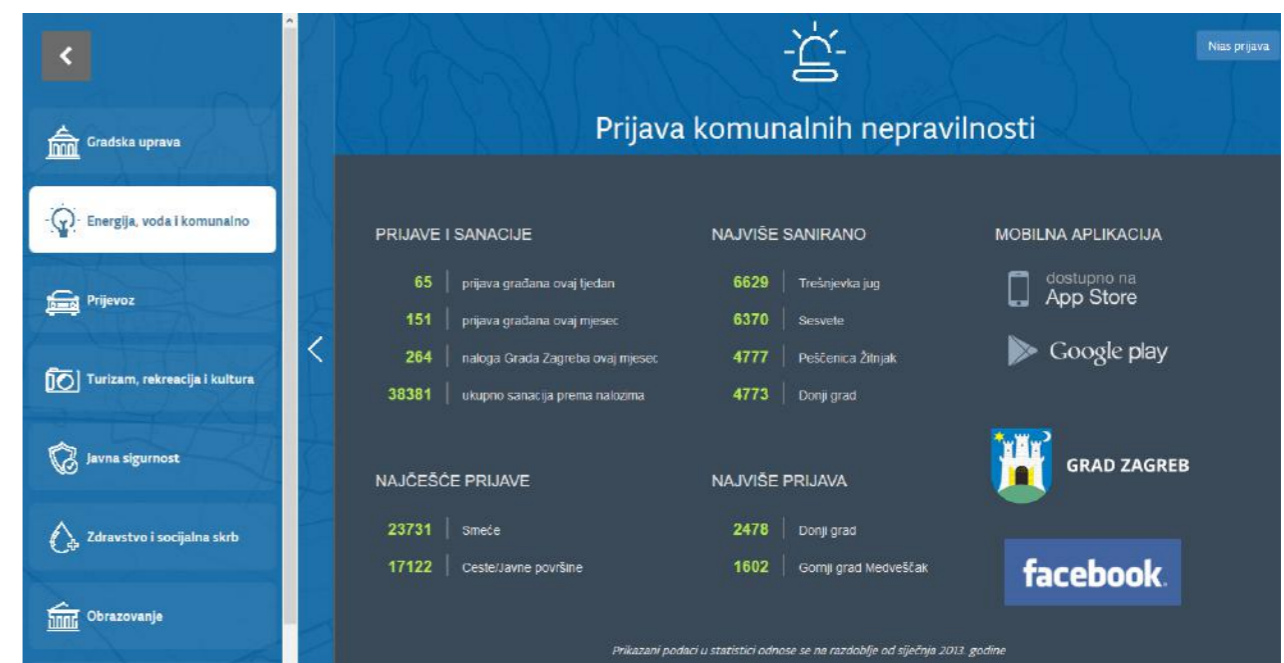 Nias prijava
Prijava komunalnih nepravilnosti
Gradska uprava
Energija, voda i komunalno
Prijevoz
Turizam, rekreacija i kultura
Javna sigurnost
Zdravstvo i socijalna skrb
Obrazovanje
PRIJAVE I SANACIJE
65 prijava građana ovaj tjedan
151 prijava građana ovaj mjesec
264 naloga Grada Zagreba ovaj mjesec
38381 ukupno sanacija prema nalozima
NAJVIŠE SANIRANO
6629 Trešnjevka jug
6370 Sesvete
4777 Peščenica Žitnjak
4773 Donji grad
MOBILNA APLIKACIJA
dostupno na
App Store
Google play
NAJČEŠĆE PRIJAVE
23731 Smeće
17122 Ceste/Javne površine
NAJVIŠE PRIJAVA
2478 Donji grad
1602 Gornji grad Medveščak
GRAD ZAGREB
facebook.
Prikazani podaci u statistici odnose se na razdoblje od siječnja 2013. godine